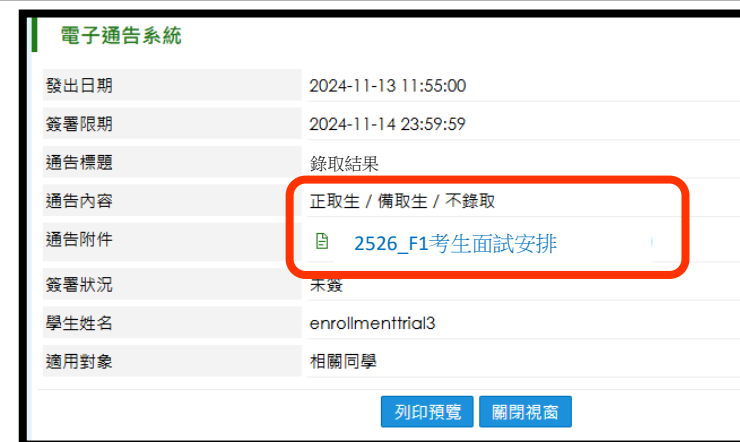 電子通告系統
發出日期 2024-11-13 11:55:00
簽署限期 2024-11-14 23:59:59
通告標題 錄取結果
通告內容 正取生 / 備取生 / 不錄取
通告附件 2526_F1考生面試安排
簽署狀況 未簽
學生姓名 enrollmenttrial3
適用對象 相關同學
列印預覽 關閉視窗